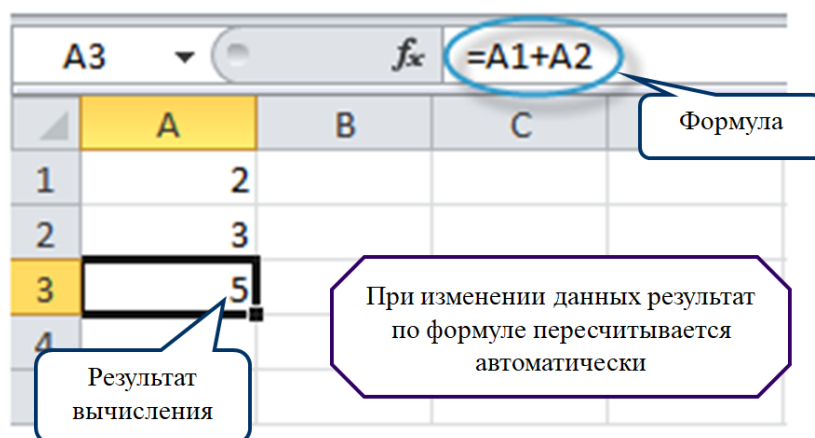 A3 fx =A1+A2
Формула
A B C
1 2
2 3
3 5
4
При изменении данных результат
по формуле пересчитывается
автоматически
Результат
вычисления